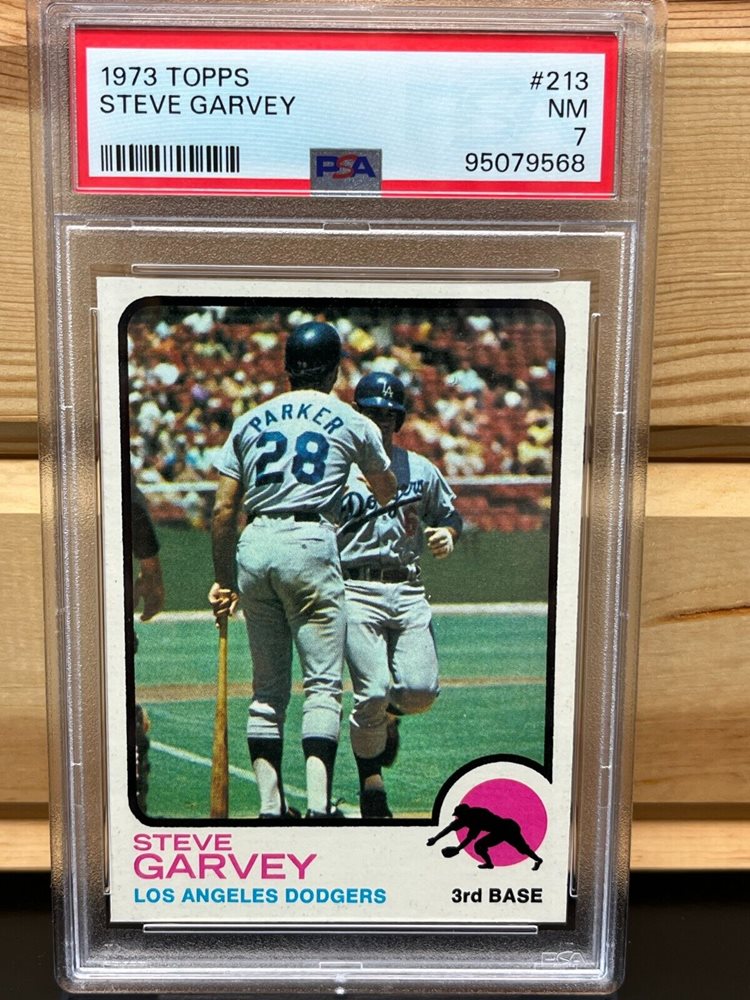 1973 TOPPS #213
STEVE GARVEY NM
7
PSA 95079568
LA
PARKER
28
Dodgers
STEVE
GARVEY
LOS ANGELES DODGERS 3rd BASE
PSA